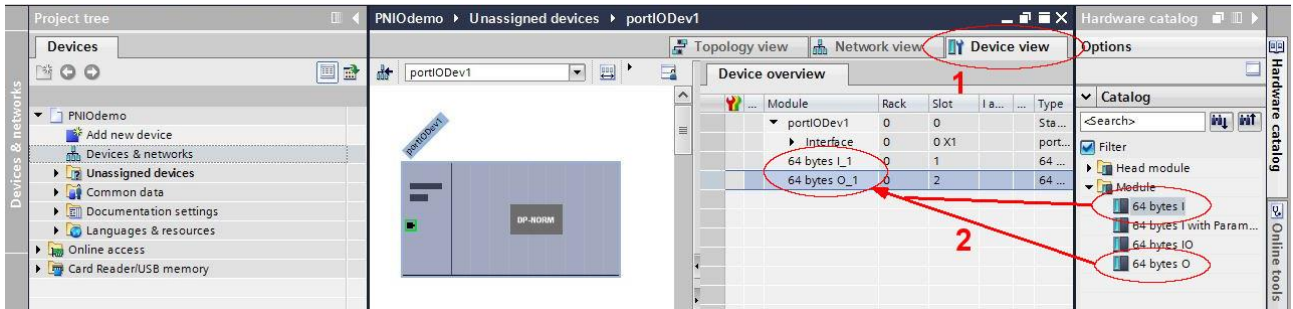 Project tree
Devices
PNIOdemo
Add new device
Devices & networks
Unassigned devices
Common data
Documentation settings
Languages & resources
Online access
Card Reader/USB memory
Devices & networks
PNIOdemo ▸ Unassigned devices ▸ portIODev1
Topology view Network view Device view
1
portIODev1
portIODev1
DP-NORM
Device overview
... Module Rack Slot I a... ... Type
portIODev1 0 0 Sta...
Interface 0 0 X1 port...
64 bytes I_1 0 1 64 ...
64 bytes O_1 0 2 64 ...
2
Hardware catalog
Options
Catalog
<Search>
Filter
Head module
Module
64 bytes I
64 bytes I with Param...
64 bytes IO
64 bytes O
Hardware catalog
Online tools